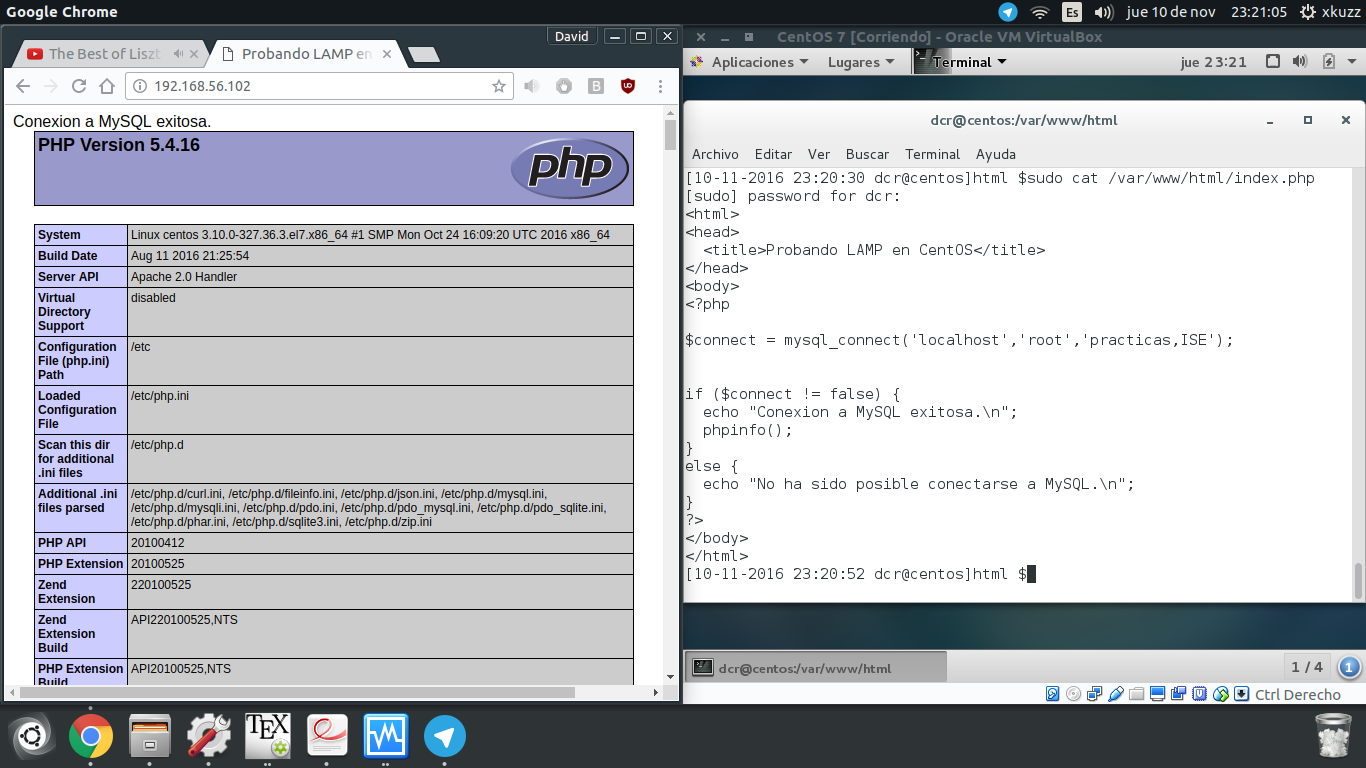 Google Chrome
Es
jue 10 de nov
23:21:05
xkuzz
David
The Best of Liszt
Probando LAMP en
192.168.56.102
Conexion a MySQL exitosa.
PHP Version 5.4.16
php
System Linux centos 3.10.0-327.36.3.el7.x86_64 #1 SMP Mon Oct 24 16:09:20 UTC 2016 x86_64
Build Date Aug 11 2016 21:25:54
Server API Apache 2.0 Handler
Virtual disabled
Directory
Support
Configuration /etc
File (php.ini)
Path
Loaded /etc/php.ini
Configuration
File
Scan this dir /etc/php.d
for additional
.ini files
Additional .ini /etc/php.d/curl.ini, /etc/php.d/fileinfo.ini, /etc/php.d/json.ini, /etc/php.d/mysql.ini,
files parsed /etc/php.d/mysqli.ini, /etc/php.d/pdo.ini, /etc/php.d/pdo_mysql.ini, /etc/php.d/pdo_sqlite.ini,
/etc/php.d/phar.ini, /etc/php.d/sqlite3.ini, /etc/php.d/zip.ini
PHP API 20100412
PHP Extension 20100525
Zend 220100525
Extension
Zend API220100525,NTS
Extension
Build
PHP Extension API20100525,NTS
Build
CentOS 7 [Corriendo] - Oracle VM VirtualBox
Aplicaciones
Lugares
Terminal
jue 23:21
dcr@centos:/var/www/html
Archivo Editar Ver Buscar Terminal Ayuda
[10-11-2016 23:20:30 dcr@centos]html $sudo cat /var/www/html/index.php
[sudo] password for dcr:
<html>
<head>
  <title>Probando LAMP en CentOS</title>
</head>
<body>
<?php
$connect = mysql_connect('localhost','root','practicas,ISE');
if ($connect != false) {
  echo "Conexion a MySQL exitosa.\n";
  phpinfo();
}
else {
  echo "No ha sido posible conectarse a MySQL.\n";
}
?>
</body>
</html>
[10-11-2016 23:20:52 dcr@centos]html $
dcr@centos:/var/www/html
1 / 4
1
Ctrl Derecho
TEX